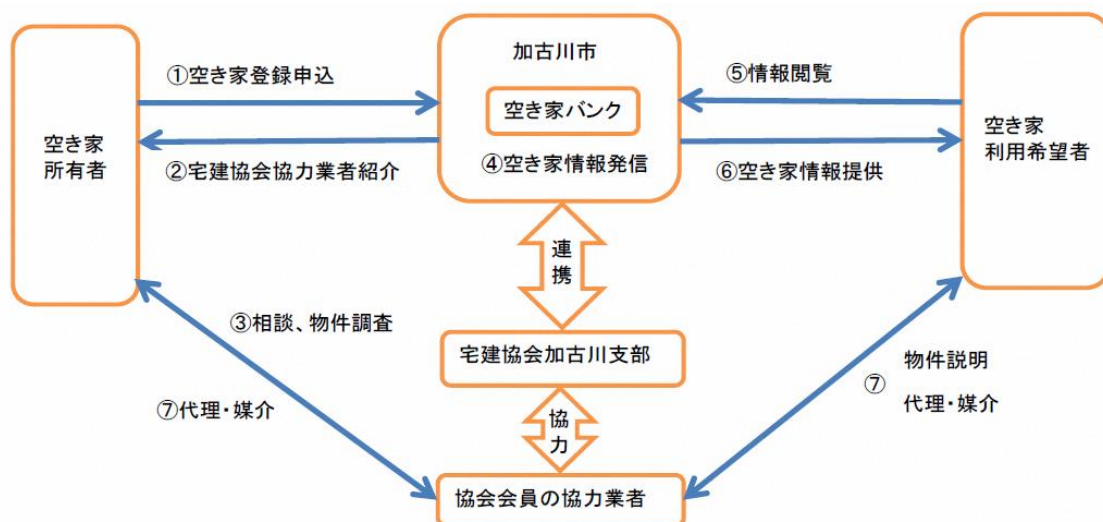 加古川市
①空き家登録申込
⑤情報閲覧
空き家バンク
空き家
所有者
②宅建協会協力業者紹介
④空き家情報発信
⑥空き家情報提供
空き家
利用希望者
連
携
③相談、物件調査
宅建協会加古川支部
物件説明
⑦
代理・媒介
⑦代理・媒介
協
力
協会会員の協力業者